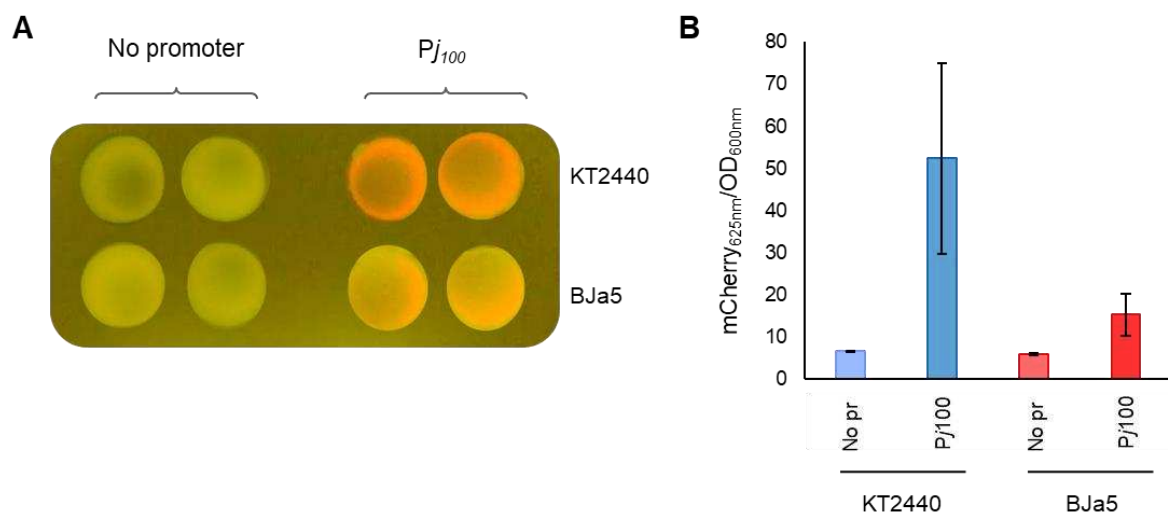 A
No promoter
Pj100
KT2440
BJa5
B
mCherry625nm/OD600nm
80
70
60
50
40
30
20
10
0
No pr
Pj100
No pr
Pj100
KT2440
BJa5